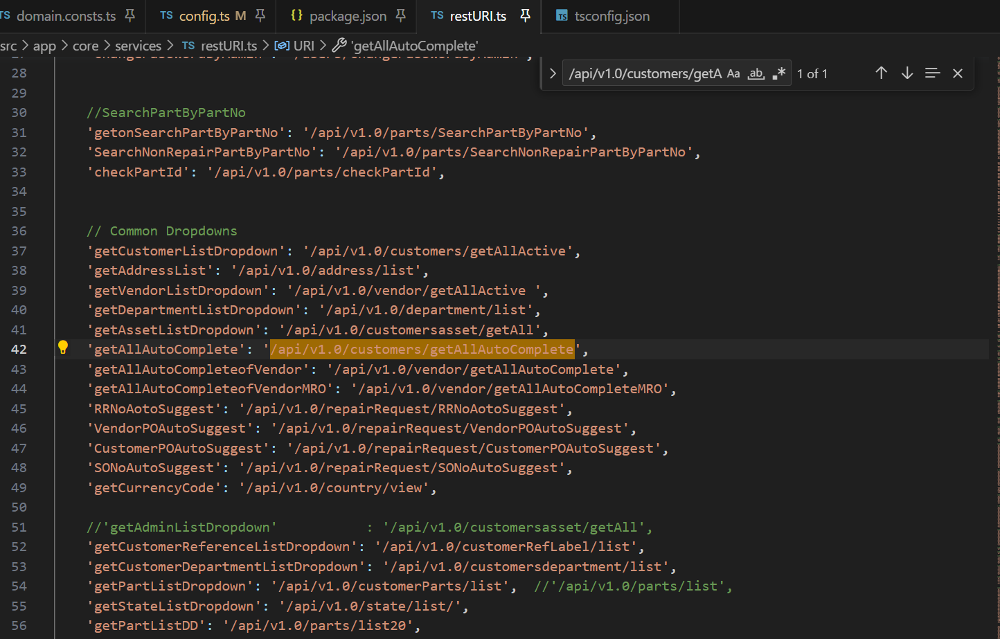 TS domain.consts.ts
TS config.ts M
{} package.json
TS restURI.ts
TS tsconfig.json
src > app > core > services > TS restURI.ts > URI > 'getAllAutoComplete'
/api/v1.0/customers/getA Aa ab .* 1 of 1
28
29
30 //SearchPartByPartNo
31 'getonSearchPartByPartNo': '/api/v1.0/parts/SearchPartByPartNo',
32 'SearchNonRepairPartByPartNo': '/api/v1.0/parts/SearchNonRepairPartByPartNo',
33 'checkPartId': '/api/v1.0/parts/checkPartId',
34
35
36 // Common Dropdowns
37 'getCustomerListDropdown': '/api/v1.0/customers/getAllActive',
38 'getAddressList': '/api/v1.0/address/list',
39 'getVendorListDropdown': '/api/v1.0/vendor/getAllActive ',
40 'getDepartmentListDropdown': '/api/v1.0/department/list',
41 'getAssetListDropdown': '/api/v1.0/customersasset/getAll',
42 'getAllAutoComplete': '/api/v1.0/customers/getAllAutoComplete',
43 'getAllAutoCompleteofVendor': '/api/v1.0/vendor/getAllAutoComplete',
44 'getAllAutoCompleteofVendorMRO': '/api/v1.0/vendor/getAllAutoCompleteMRO',
45 'RRNoAotoSuggest': '/api/v1.0/repairRequest/RRNoAotoSuggest',
46 'VendorPOAutoSuggest': '/api/v1.0/repairRequest/VendorPOAutoSuggest',
47 'CustomerPOAutoSuggest': '/api/v1.0/repairRequest/CustomerPOAutoSuggest',
48 'SONoAutoSuggest': '/api/v1.0/repairRequest/SONoAutoSuggest',
49 'getCurrencyCode': '/api/v1.0/country/view',
50
51 //'getAdminListDropdown' : '/api/v1.0/customersasset/getAll',
52 'getCustomerReferenceListDropdown': '/api/v1.0/customerRefLabel/list',
53 'getCustomerDepartmentListDropdown': '/api/v1.0/customersdepartment/list',
54 'getPartListDropdown': '/api/v1.0/customerParts/list', //'/api/v1.0/parts/list',
55 'getStateListDropdown': '/api/v1.0/state/list/',
56 'getPartListDD': '/api/v1.0/parts/list20',